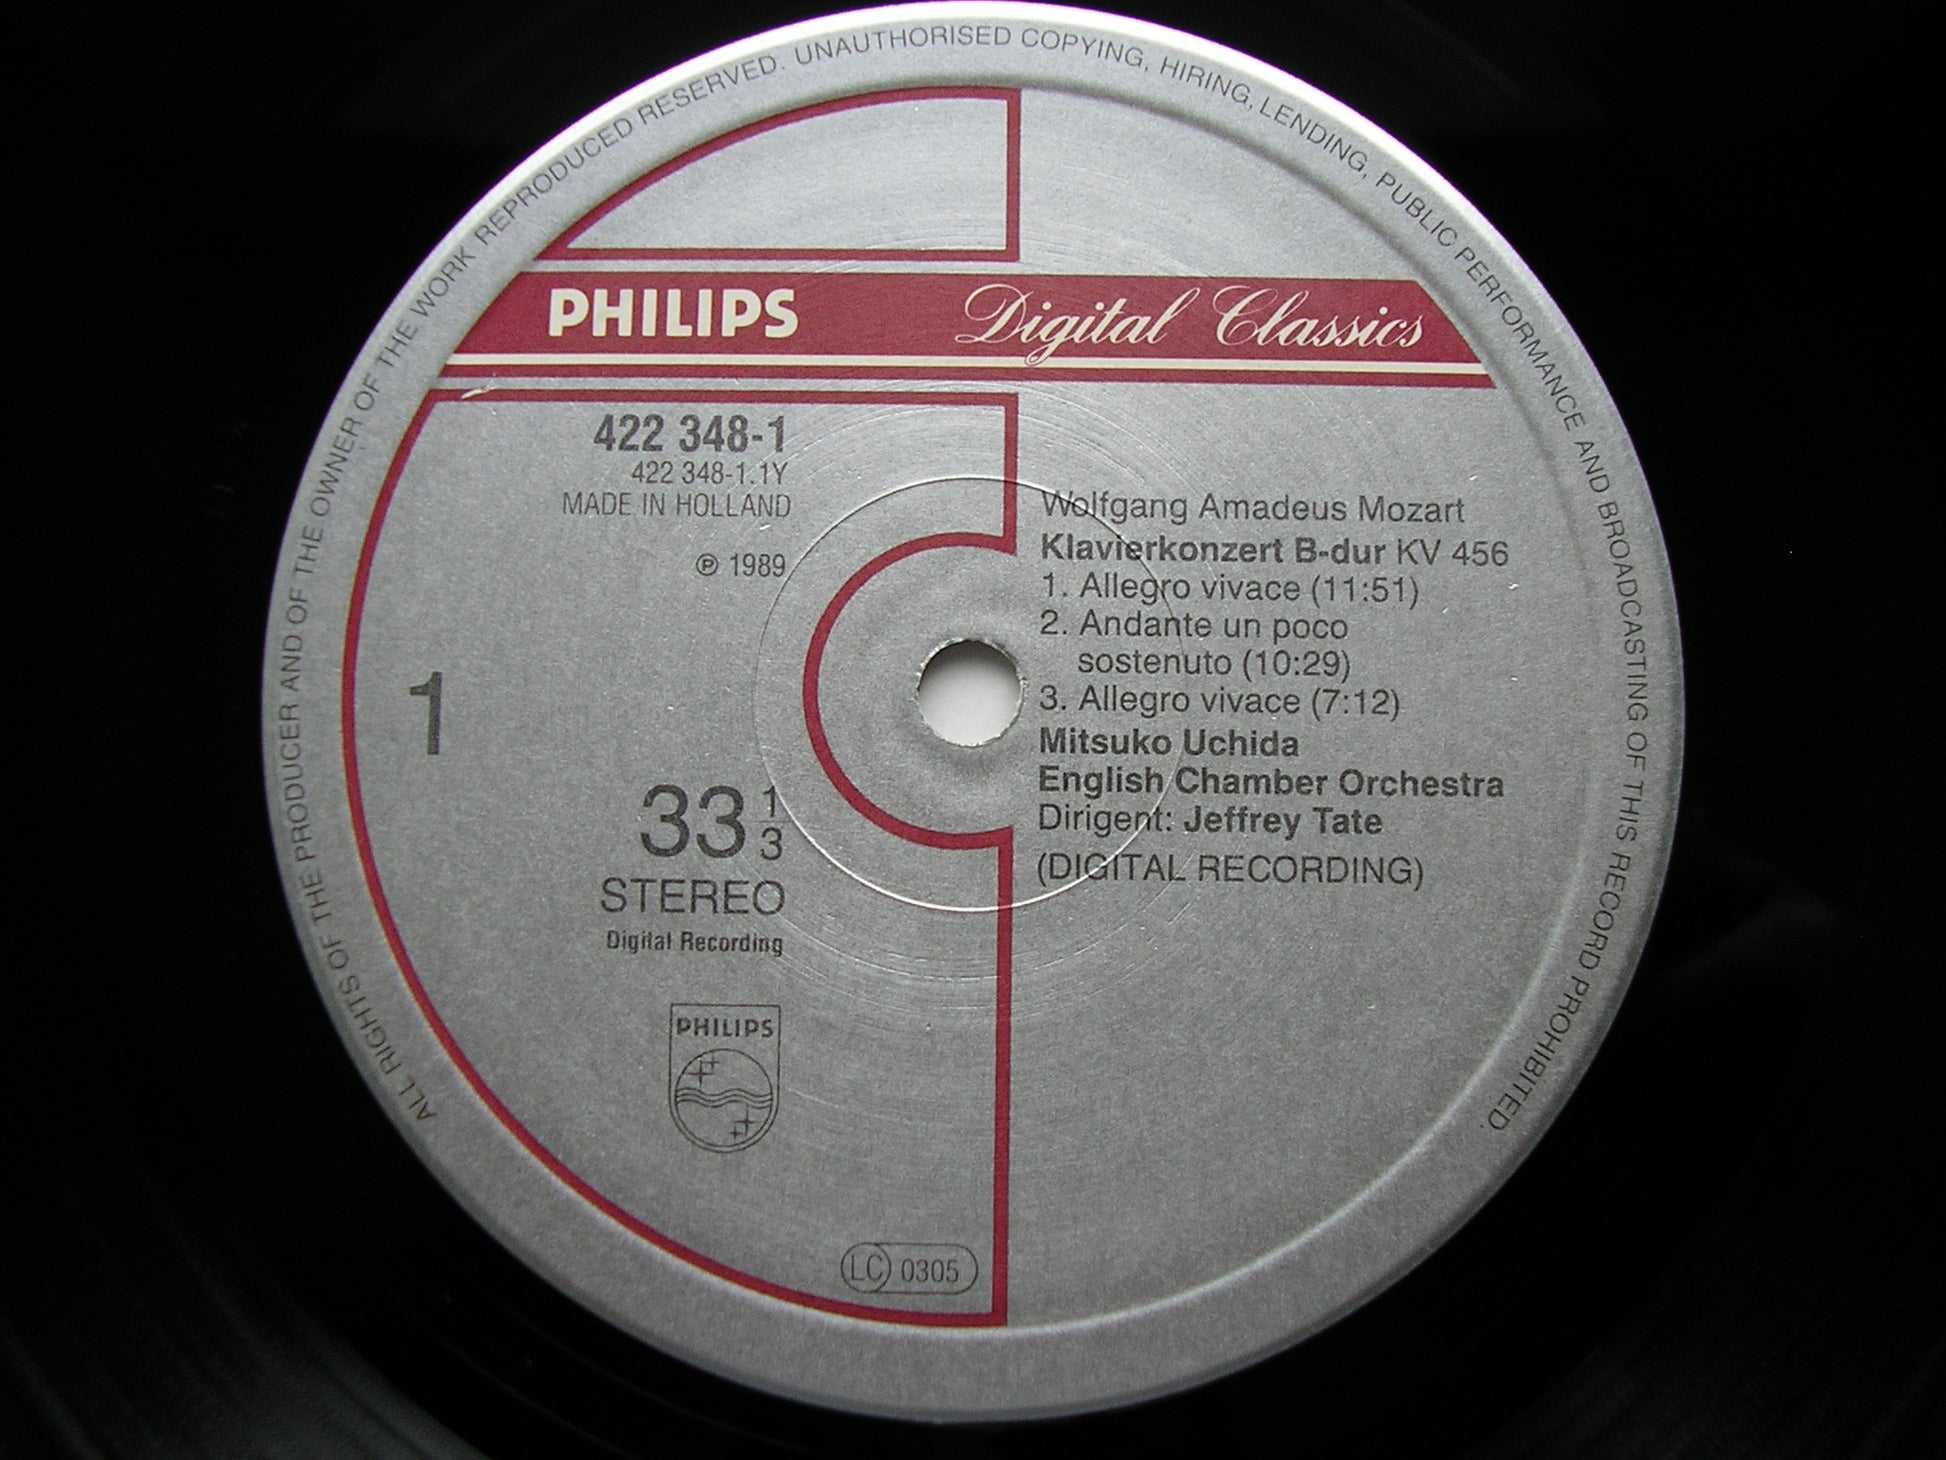 ALL RIGHTS OF THE PRODUCER AND OF THE OWNER OF THE WORK REPRODUCED RESERVED. UNAUTHORISED COPYING, HIRING, LENDING, PUBLIC PERFORMANCE AND BROADCASTING OF THIS RECORD PROHIBITED.
PHILIPS Digital Classics
422 348-1
422 348-1.1Y
MADE IN HOLLAND
℗ 1989
1
33 1/3
STEREO
Digital Recording
PHILIPS
LC 0305
Wolfgang Amadeus Mozart
Klavierkonzert B-dur KV 456
1. Allegro vivace (11:51)
2. Andante un poco
sostenuto (10:29)
3. Allegro vivace (7:12)
Mitsuko Uchida
English Chamber Orchestra
Dirigent: Jeffrey Tate
(DIGITAL RECORDING)